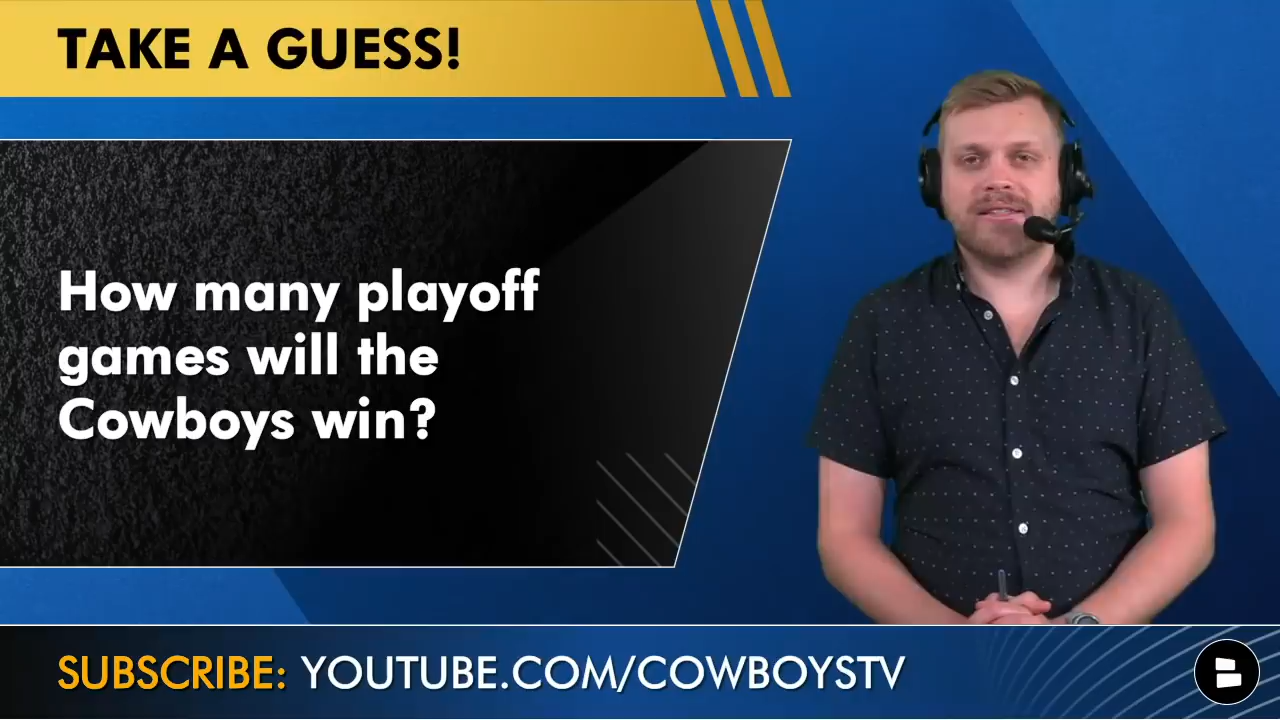 TAKE A GUESS!
How many playoff
games will the
Cowboys win?
SUBSCRIBE: YOUTUBE.COM/COWBOYSTV